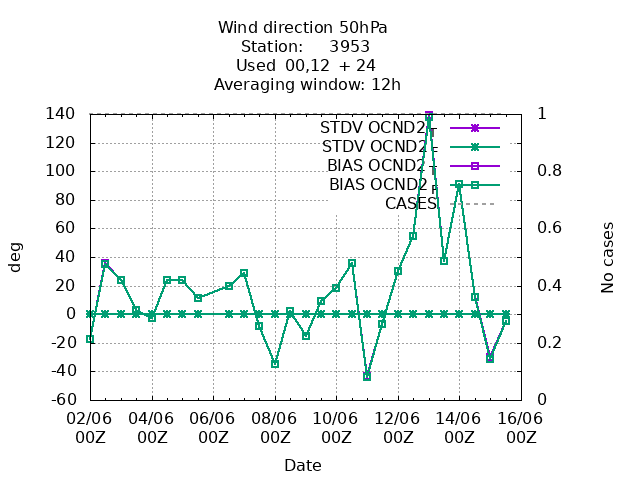 Wind direction 50hPa
Station: 3953
Used 00,12 + 24
Averaging window: 12h
STDV OCND2
STDV OCND2
BIAS OCND2
BIAS OCND2
CASES
140
120
100
80
60
40
20
0
-20
-40
-60
1
0.8
0.6
0.4
0.2
0
deg
No cases
02/06 04/06 06/06 08/06 10/06 12/06 14/06 16/06
00Z 00Z 00Z 00Z 00Z 00Z 00Z 00Z
Date